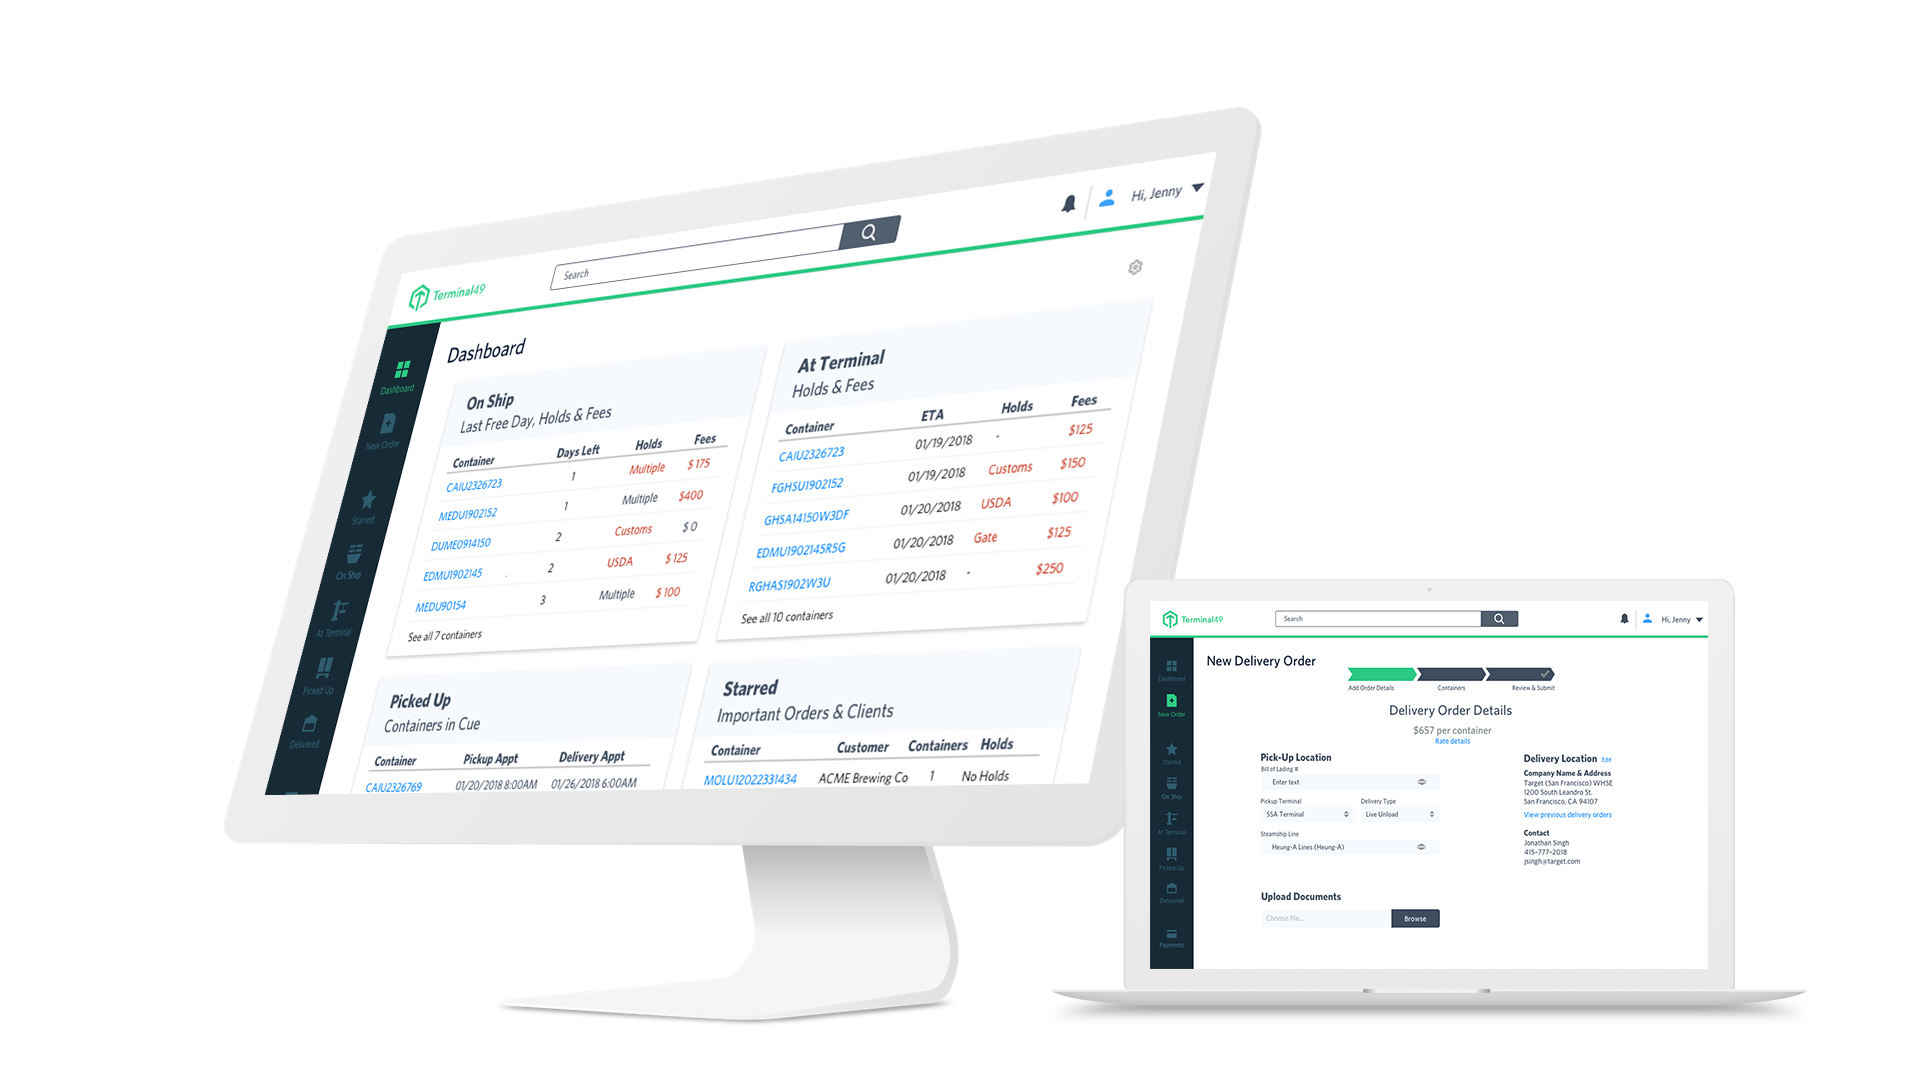 Terminal49
Search
Hi, Jenny
Dashboard
New Order
Starred
On Ship
At Terminal
Picked Up
Delivered
Dashboard
On Ship
Last Free Day, Holds & Fees
Container Days Left Holds Fees
CAIU2326723 1 Multiple $175
MEDU1902152 1 Multiple $400
DUME0914150 2 Customs $0
EDMU1902145 2 USDA $125
MEDU90154 3 Multiple $100
See all 7 containers
At Terminal
Holds & Fees
Container ETA Holds Fees
CAIU2326723 01/19/2018 - $125
FGHSU1902152 01/19/2018 Customs $150
GHSA14150W3DF 01/20/2018 USDA $100
EDMU1902145R5G 01/20/2018 Gate $125
RGHAS1902W3U 01/20/2018 - $250
See all 10 containers
Picked Up
Containers in Cue
Container Pickup Appt Delivery Appt
CAIU2326769 01/20/2018 8:00AM 01/26/2018 6:00AM
Starred
Important Orders & Clients
Container Customer Containers Holds
MOLU12022331434 ACME Brewing Co 1 No Holds
Terminal49
Search
Hi, Jenny
Dashboard
New Order
Starred
On Ship
At Terminal
Picked Up
Delivered
Payments
New Delivery Order
Add Order Details Containers Review & Submit
Delivery Order Details
$657 per container
Rate details
Pick-Up Location
Bill of Lading #
Enter text
Pickup Terminal Delivery Type
SSA Terminal Live Unload
Steamship Line
Heung-A Lines (Heung-A)
Upload Documents
Choose file...
Browse
Delivery Location Edit
Company Name & Address
Target (San Francisco) WHSE
1200 South Leandro St.
San Francisco, CA 94107
View previous delivery orders
Contact
Jonathan Singh
415-777-2018
jsingh@target.com